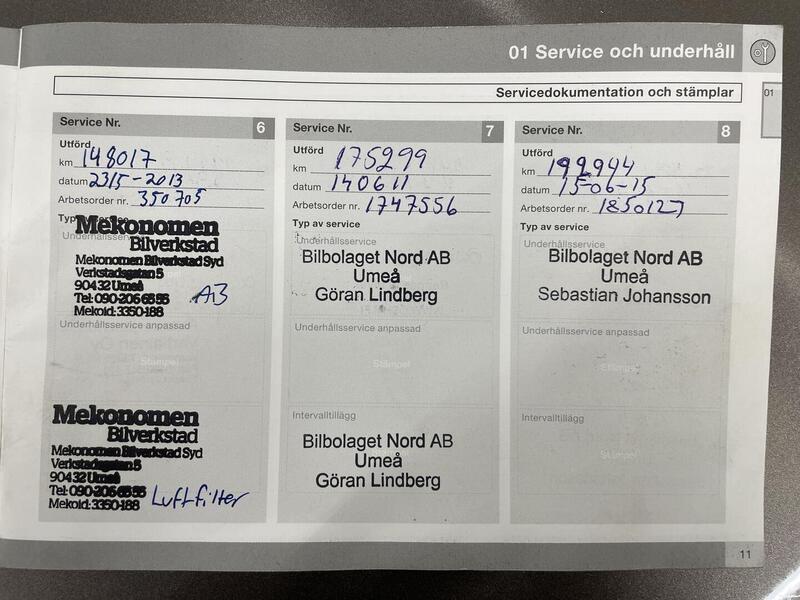 01 Service och underhåll
Servicedokumentation och stämplar
01
Service Nr. 6
Utförd
km 148017
datum 2315-2013
Arbetsorder nr. 350705
Typ av service
Underhållsservice
Mekonomen
Bilverkstad
Mekonomen Bilverkstad Syd
Verkstadsgatan 5
904 32 Umeå
Tel: 090-206 65 55
Mekoid: 3350-188
A3
Underhållsservice anpassad
Stämpel
Mekonomen
Bilverkstad
Mekonomen Bilverkstad Syd
Verkstadsgatan 5
904 32 Umeå
Tel: 090-206 65 55
Mekoid: 3350-188
Luftfilter
Service Nr. 7
Utförd
km 175299
datum 140611
Arbetsorder nr. 1747556
Typ av service
Underhållsservice
Bilbolaget Nord AB
Umeå
Göran Lindberg
Underhållsservice anpassad
Stämpel
Intervalltillägg
Bilbolaget Nord AB
Umeå
Göran Lindberg
Service Nr. 8
Utförd
km 199944
datum 15-06-15
Arbetsorder nr. 1850127
Typ av service
Underhållsservice
Bilbolaget Nord AB
Umeå
Sebastian Johansson
Underhållsservice anpassad
Intervalltillägg
11